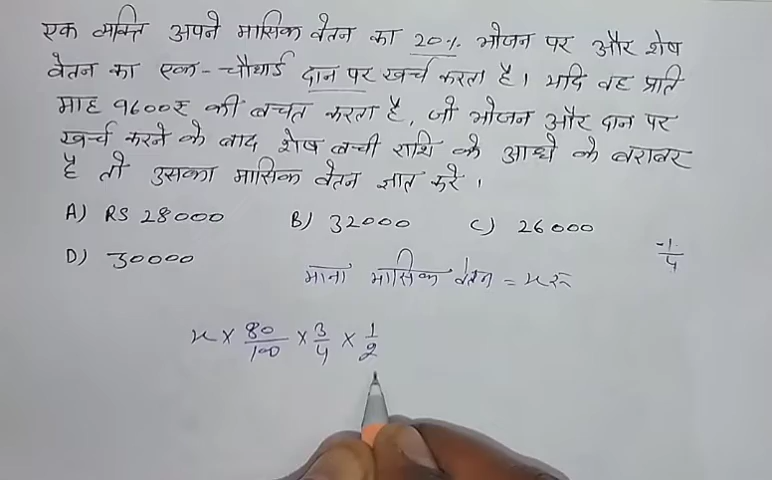 एक व्यक्ति अपने मासिक वेतन का 20% भोजन पर और शेष
वेतन का एक-चौथाई दान पर खर्च करता है। यदि वह प्रति
माह ९600₹ की बचत करता है, जो भोजन और दान पर
खर्च करने के बाद शेष बची राशि के आधे के बराबर
है तो उसका मासिक वेतन ज्ञात करे।
A) RS 28000 B) 32000 C) 26000
D) 30000
-1/4
माना मासिक वेतन = x रु
x × 80/100 × 3/4 × 1/2